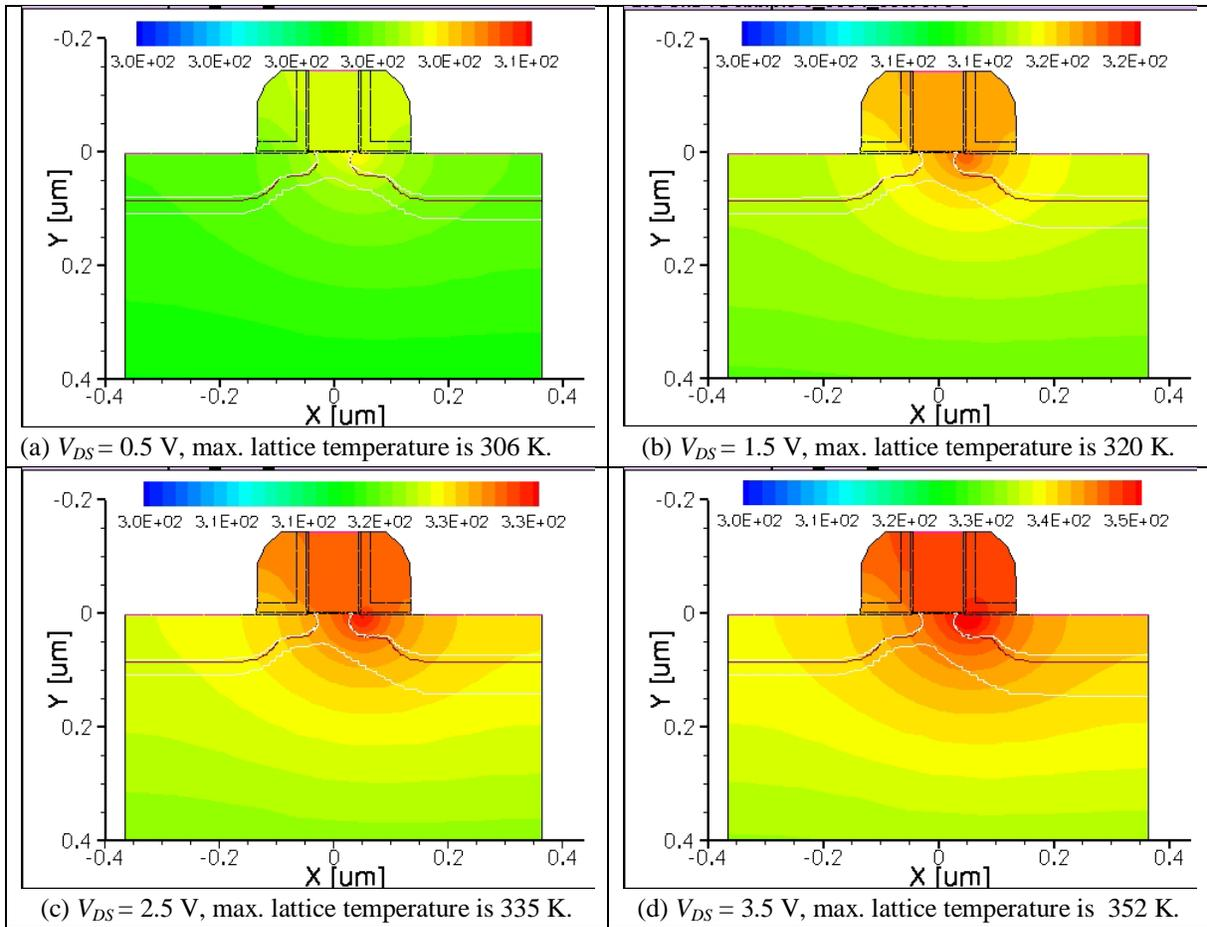 3.0E+02 3.0E+02 3.0E+02 3.0E+02 3.0E+02 3.1E+02
-0.2
0
0.2
0.4
Y [um]
-0.4 -0.2 0 0.2 0.4
X [um]
(a) VDS = 0.5 V, max. lattice temperature is 306 K.
3.0E+02 3.0E+02 3.1E+02 3.1E+02 3.2E+02 3.2E+02
-0.2
0
0.2
0.4
Y [um]
-0.4 -0.2 0 0.2 0.4
X [um]
(b) VDS = 1.5 V, max. lattice temperature is 320 K.
3.0E+02 3.1E+02 3.1E+02 3.2E+02 3.3E+02 3.3E+02
-0.2
0
0.2
0.4
Y [um]
-0.4 -0.2 0 0.2 0.4
X [um]
(c) VDS = 2.5 V, max. lattice temperature is 335 K.
3.0E+02 3.1E+02 3.2E+02 3.3E+02 3.4E+02 3.5E+02
-0.2
0
0.2
0.4
Y [um]
-0.4 -0.2 0 0.2 0.4
X [um]
(d) VDS = 3.5 V, max. lattice temperature is 352 K.